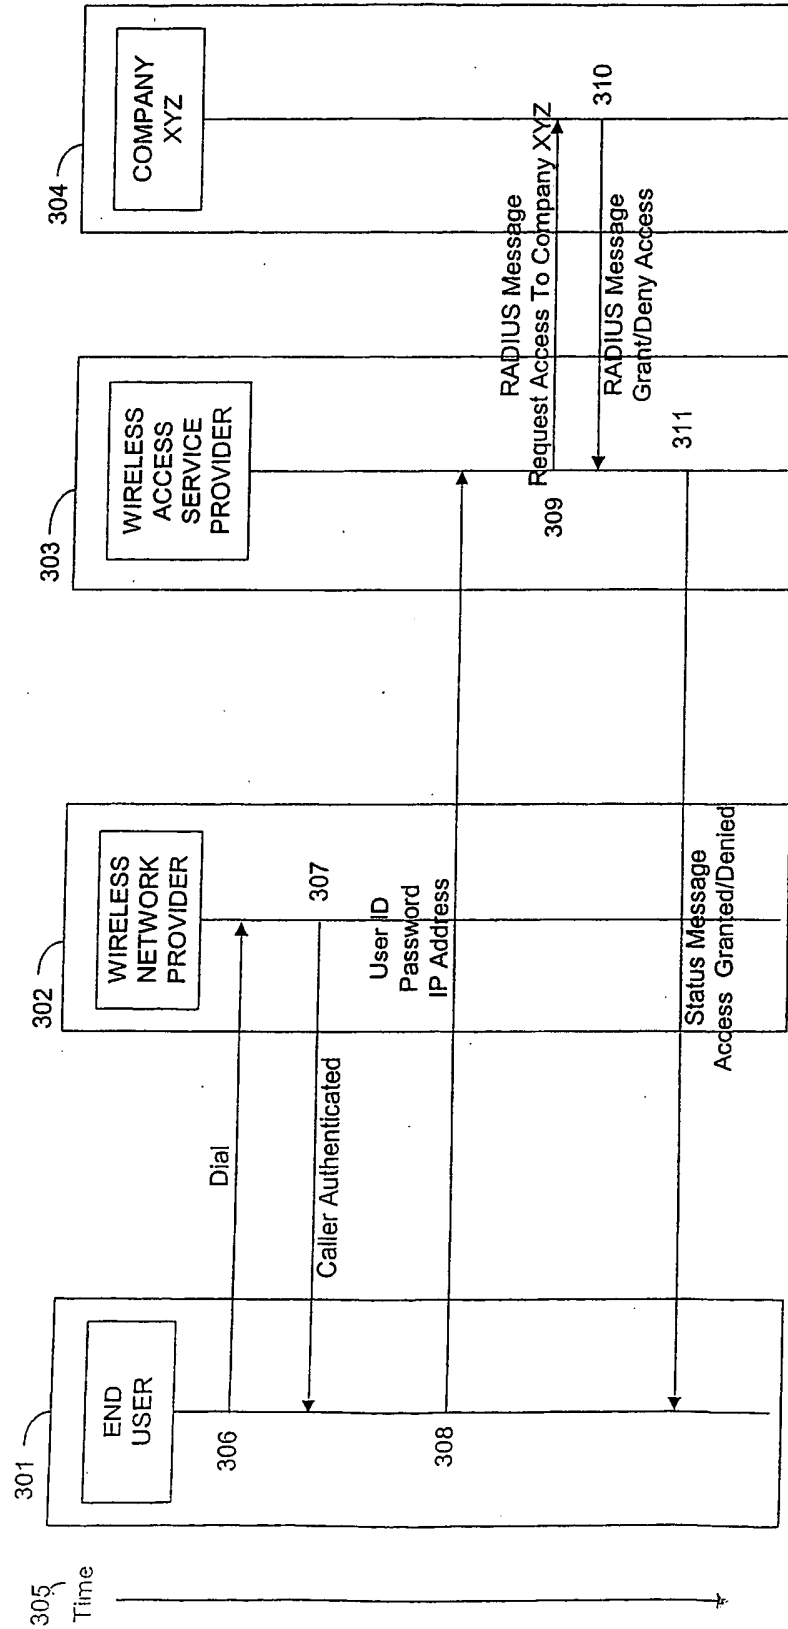 305
Time
301
END
USER
302
WIRELESS
NETWORK
PROVIDER
303
WIRELESS
ACCESS
SERVICE
PROVIDER
304
COMPANY
XYZ
306
Dial
307
Caller Authenticated
308
User ID
Password
IP Address
309
RADIUS Message
Request Access To Company XYZ
310
RADIUS Message
Grant/Deny Access
311
Status Message
Access Granted/Denied